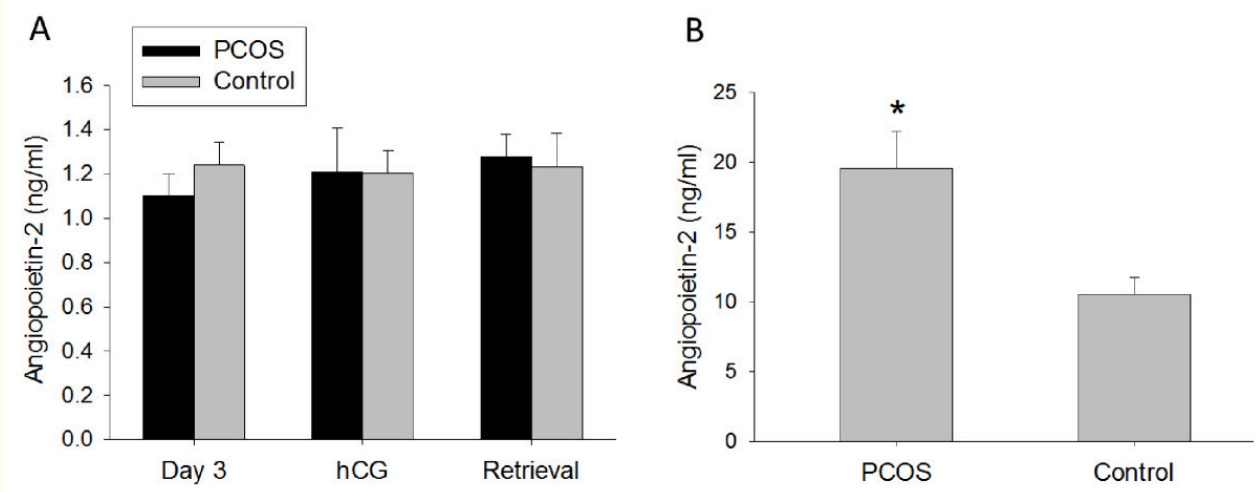 A
PCOS
Control
Angiopoietin-2 (ng/ml)
1.6
1.4
1.2
1.0
0.8
0.6
0.4
0.2
0.0
Day 3 hCG Retrieval
B
Angiopoietin-2 (ng/ml)
25
20
15
10
5
0
*
PCOS Control